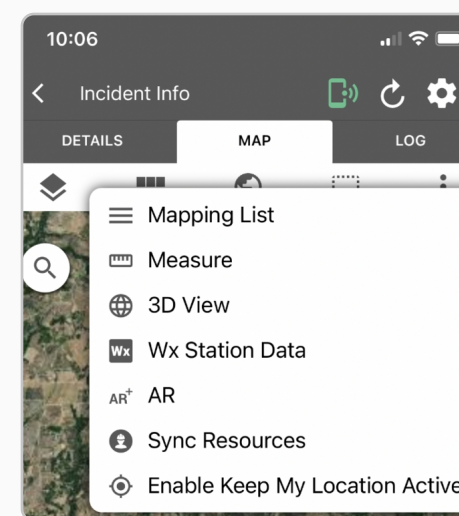 10:06
Incident Info
DETAILS MAP LOG
Mapping List
Measure
3D View
Wx Wx Station Data
AR+ AR
Sync Resources
Enable Keep My Location Active